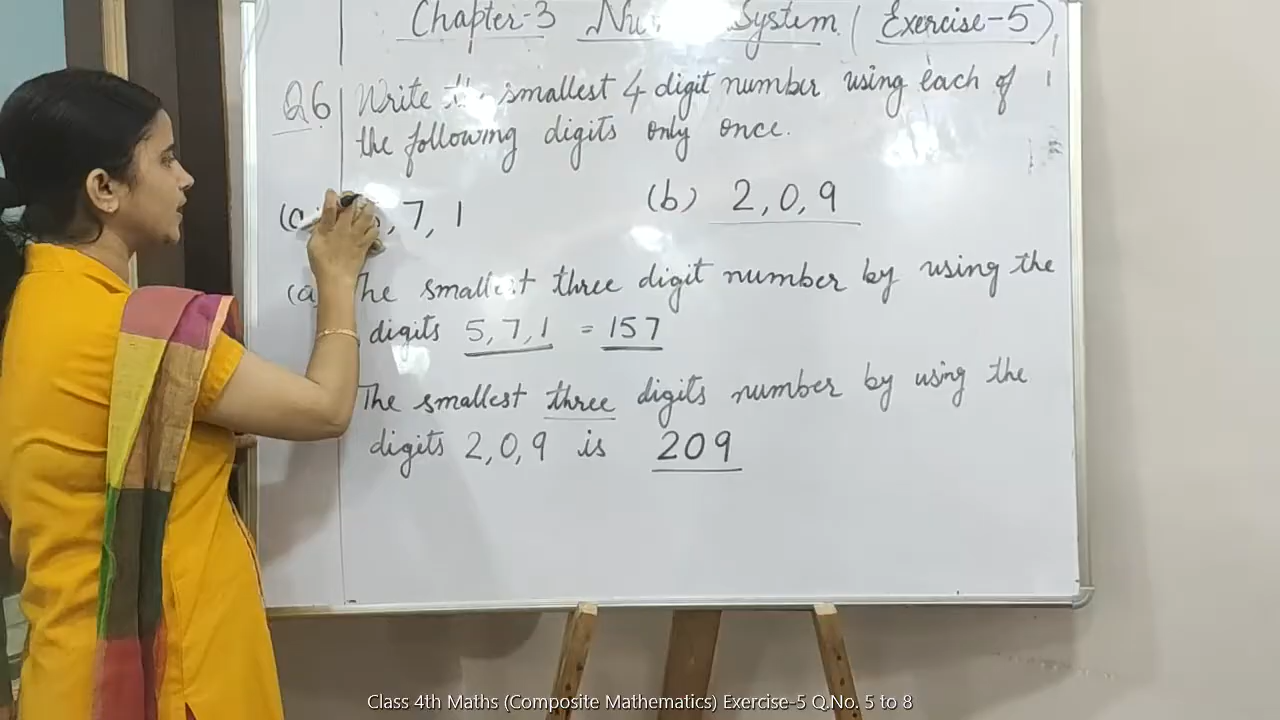 Chapter-3 System (Exercise-5)
Q6 Write smallest 4 digit number using each of
the following digits only once.
, 7, 1 (b) 2, 0, 9
(a) The smallest three digit number by using the
digits 5, 7, 1 = 157
The smallest three digits number by using the
digits 2, 0, 9 is 209
Class 4th Maths (Composite Mathematics) Exercise-5 Q.No. 5 to 8